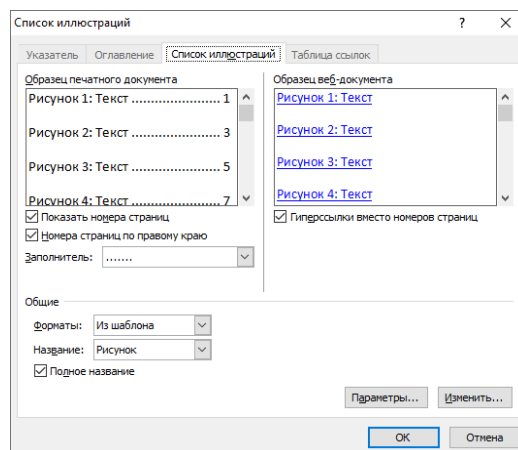 Список иллюстраций ? ×
Указатель Оглавление Список иллюстраций Таблица ссылок
Образец печатного документа
Рисунок 1: Текст ....................... 1
Рисунок 2: Текст ....................... 3
Рисунок 3: Текст ....................... 5
Рисунок 4: Текст ....................... 7
Показать номера страниц
Номера страниц по правому краю
Заполнитель: .......
Образец веб-документа
Рисунок 1: Текст
Рисунок 2: Текст
Рисунок 3: Текст
Рисунок 4: Текст
Гиперссылки вместо номеров страниц
Общие
Форматы: Из шаблона
Название: Рисунок
Полное название
Параметры... Изменить...
ОК Отмена